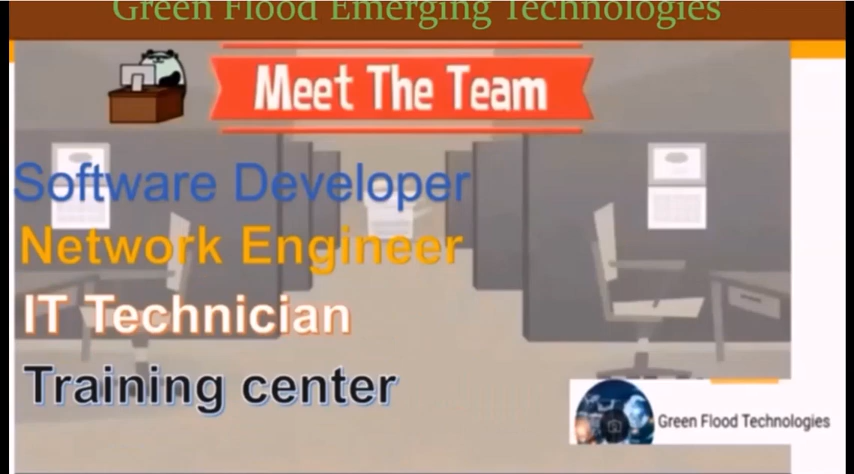 Green Flood Emerging Technologies
Meet The Team
Software Developer
Network Engineer
IT Technician
Training center
Green Flood Technologies